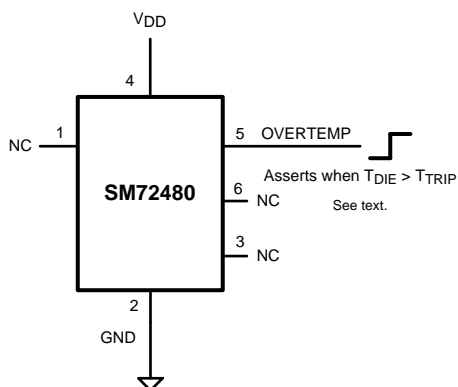 VDD
4
1
NC
5
OVERTEMP
SM72480
Asserts when TDIE > TTRIP
See text.
6
NC
3
NC
2
GND